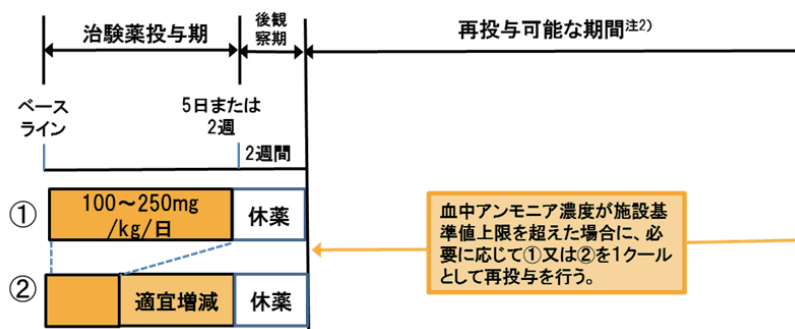 治験薬投与期
後観
察期
再投与可能な期間注2)
ベース
ライン
5日または
2週
2週間
①
100~250mg
/kg/日
休薬
血中アンモニア濃度が施設基
準値上限を超えた場合に、必
要に応じて①又は②を1クール
として再投与を行う。
②
適宜増減
休薬